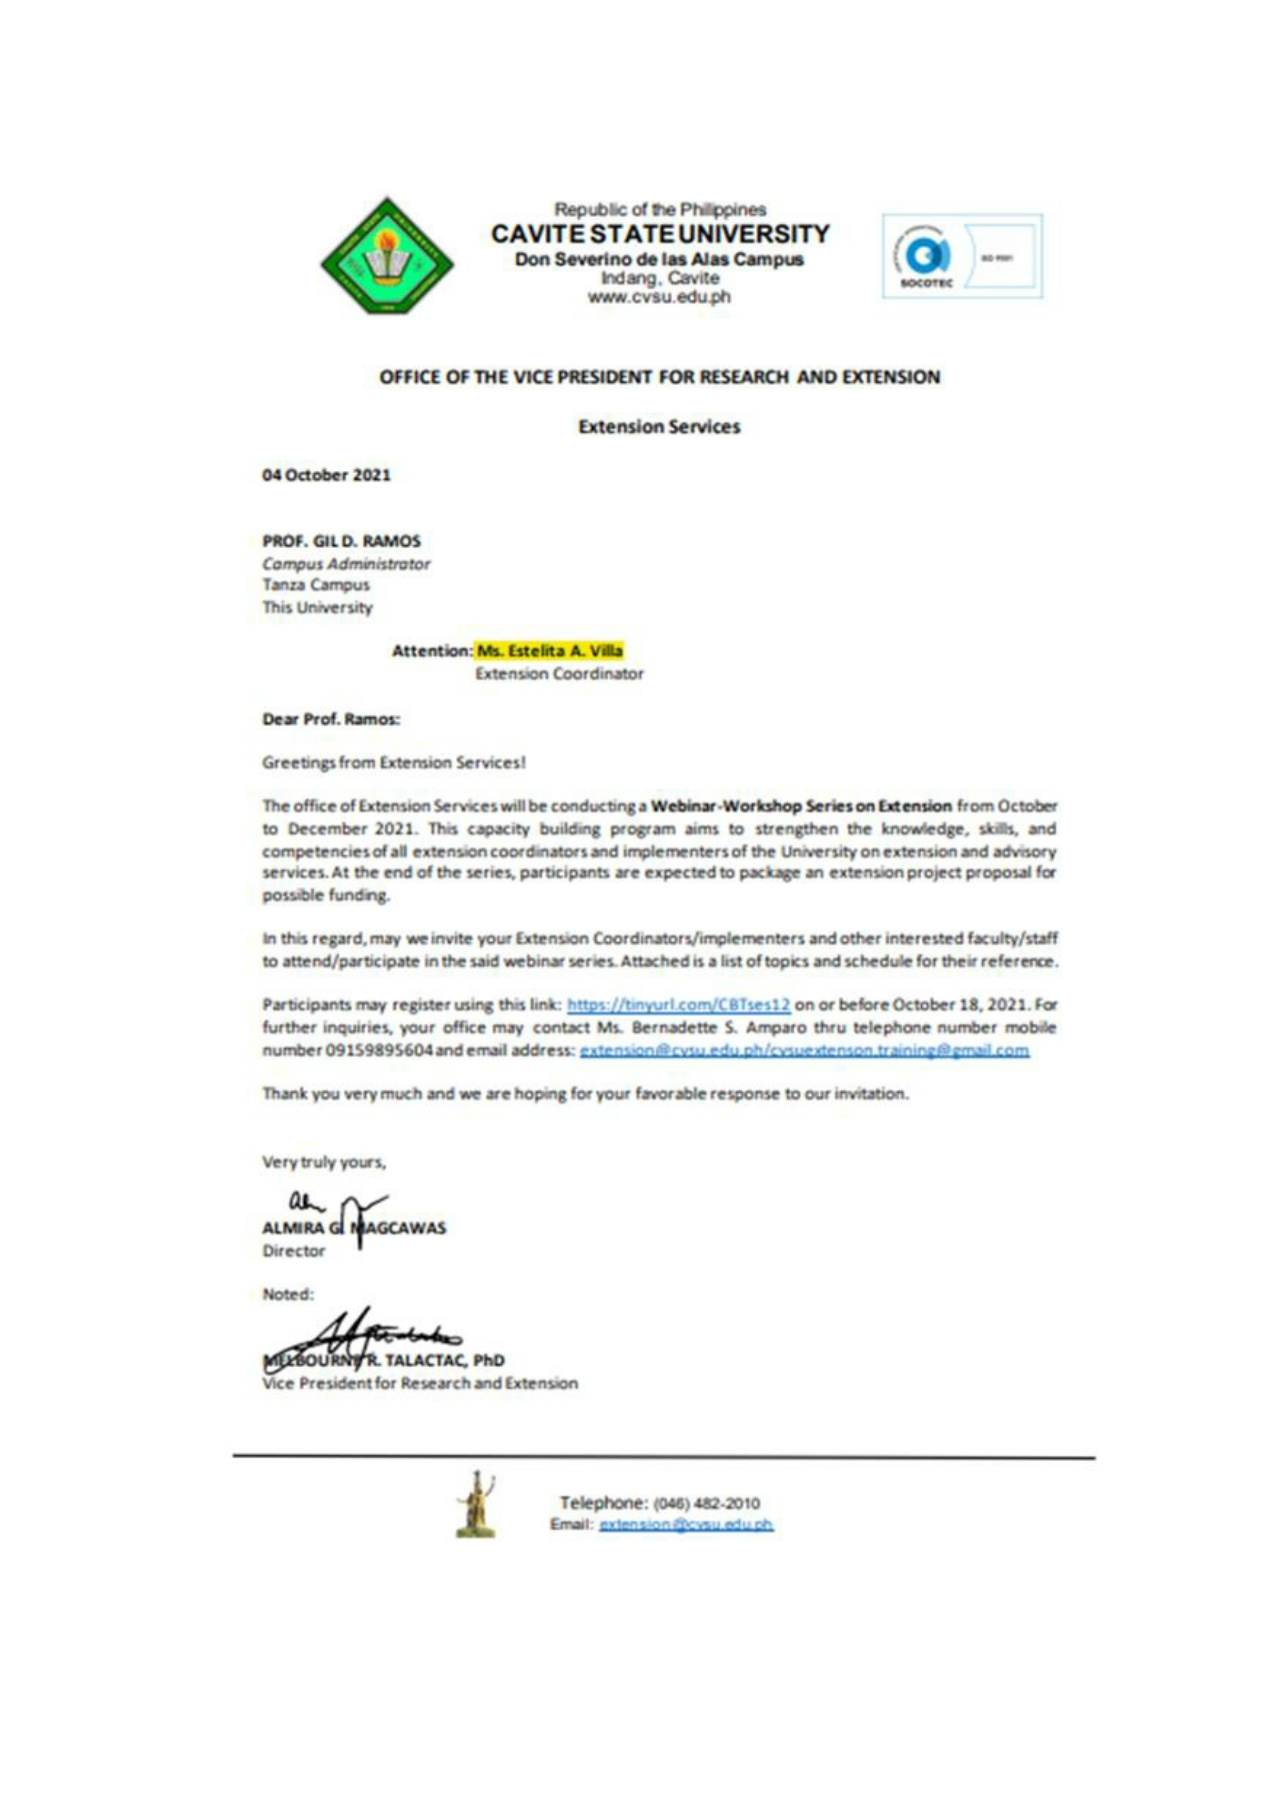 Republic of the Philippines
CAVITE STATE UNIVERSITY
Don Severino de las Alas Campus
Indang, Cavite
www.cvsu.edu.ph
SOCOTEC
ISO 9001
OFFICE OF THE VICE PRESIDENT FOR RESEARCH AND EXTENSION
Extension Services
04 October 2021
PROF. GIL D. RAMOS
Campus Administrator
Tanza Campus
This University
Attention: Ms. Estelita A. Villa
Extension Coordinator
Dear Prof. Ramos:
Greetings from Extension Services!
The office of Extension Services will be conducting a Webinar-Workshop Series on Extension from October
to December 2021. This capacity building program aims to strengthen the knowledge, skills, and
competencies of all extension coordinators and implementers of the University on extension and advisory
services. At the end of the series, participants are expected to package an extension project proposal for
possible funding.
In this regard, may we invite your Extension Coordinators/implementers and other interested faculty/staff
to attend/participate in the said webinar series. Attached is a list of topics and schedule for their reference.
Participants may register using this link: https://tinyurl.com/CBTses12 on or before October 18, 2021. For
further inquiries, your office may contact Ms. Bernadette S. Amparo thru telephone number mobile
number 09159895604 and email address: extension@cvsu.edu.ph/cvsuextenson.training@gmail.com
Thank you very much and we are hoping for your favorable response to our invitation.
Very truly yours,
ALMIRA G. MAGCAWAS
Director
Noted:
MELBOURNE R. TALACTAC, PhD
Vice President for Research and Extension
Telephone: (046) 482-2010
Email: extension@cvsu.edu.ph